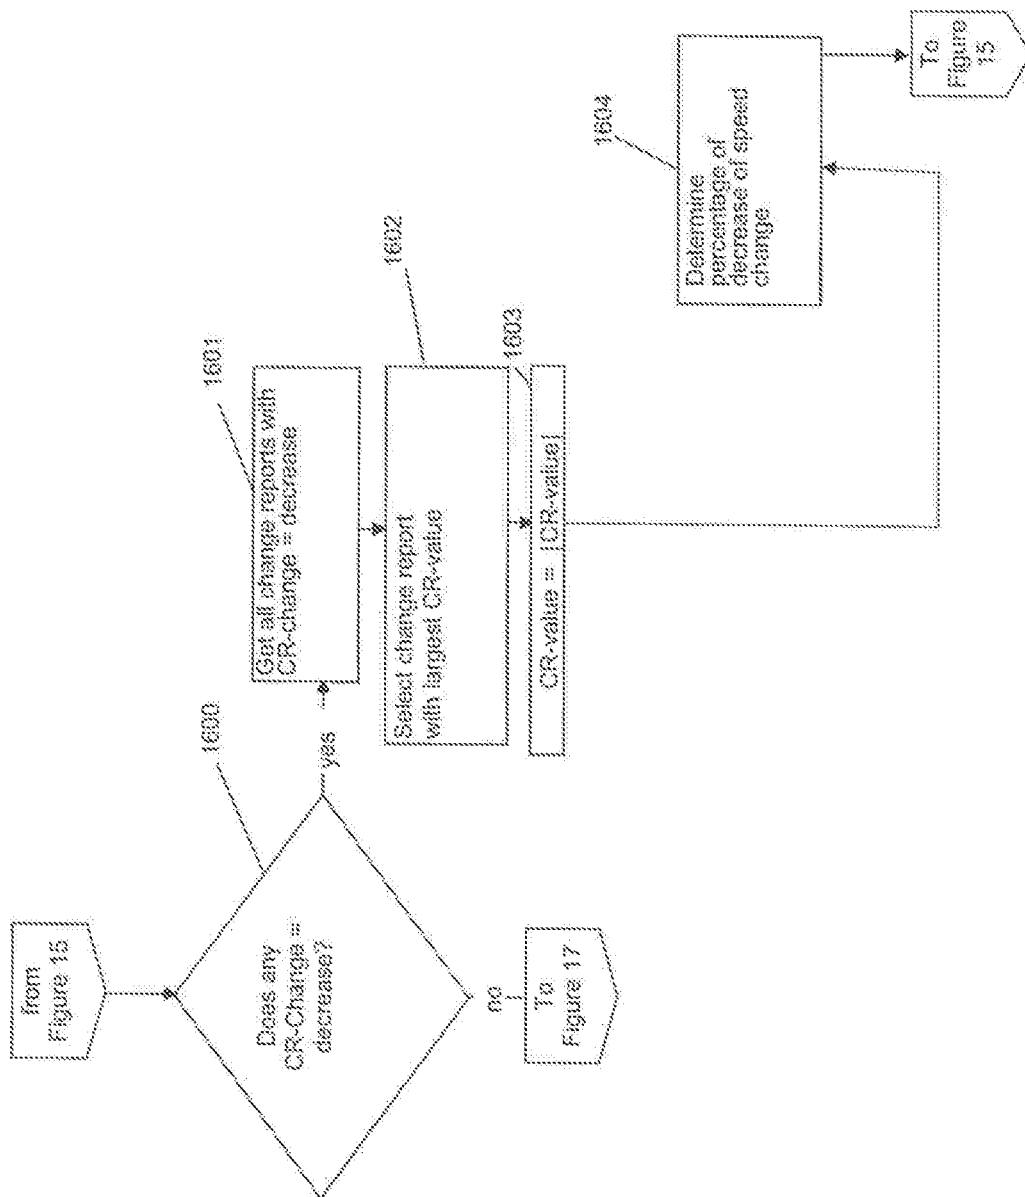 from
Figure 15
Does any
CR-Change =
decrease?
1600
no
To
Figure 17
yes
Get all change reports with
CR-change = decrease
1601
Select change report
with largest CR-value
1602
CR-value = |CR-value|
1603
Determine
percentage of
decrease of speed
change
1604
To
Figure
15